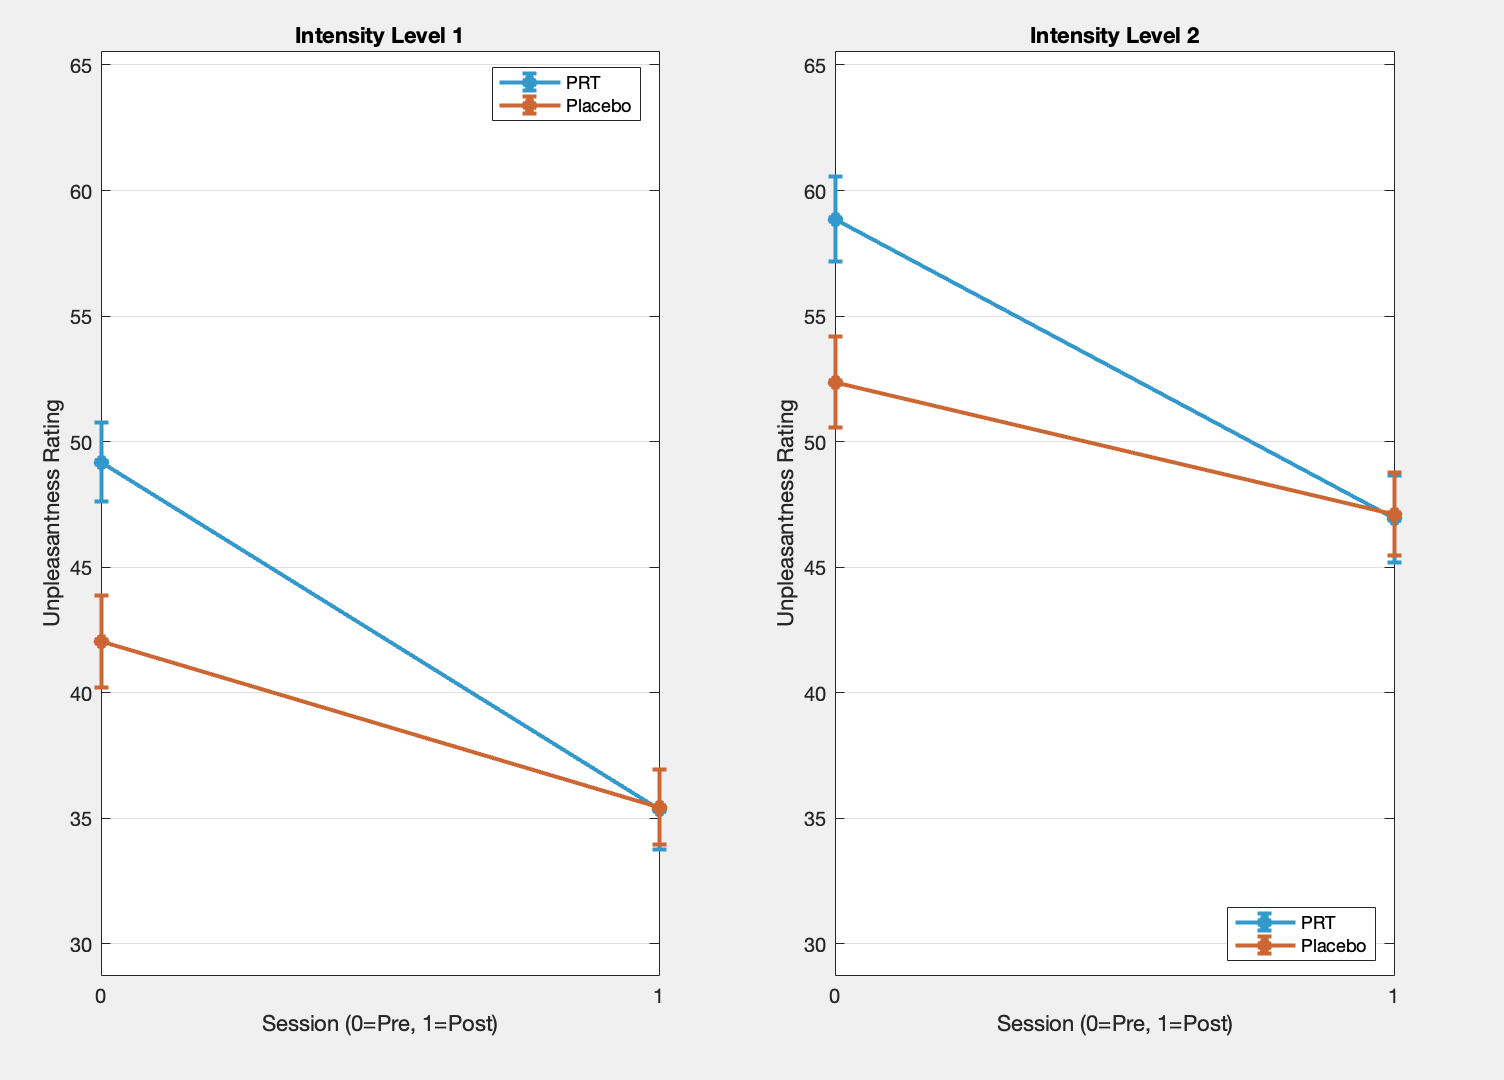 Intensity Level 1
65
60
55
50
45
40
35
30
Unpleasantness Rating
PRT
Placebo
0
1
Session (0=Pre, 1=Post)
Intensity Level 2
65
60
55
50
45
40
35
30
Unpleasantness Rating
PRT
Placebo
0
1
Session (0=Pre, 1=Post)